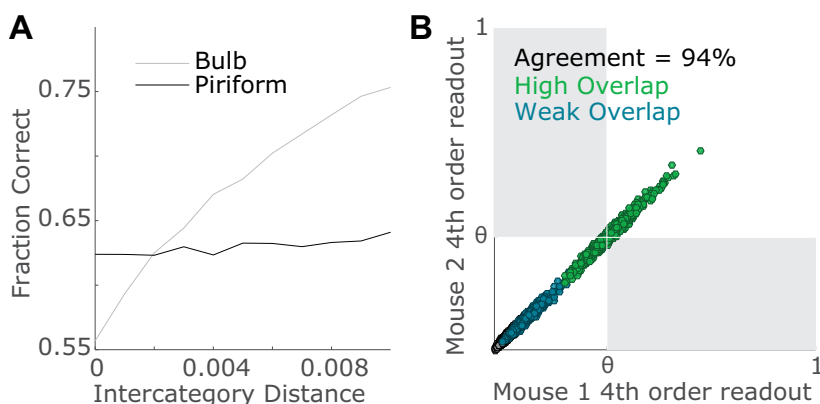 A
Bulb
Piriform
0.75
0.65
0.55
Fraction Correct
0
0.004
0.008
Intercategory Distance
B
1
Agreement = 94%
High Overlap
Weak Overlap
θ
Mouse 2 4th order readout
θ
1
Mouse 1 4th order readout